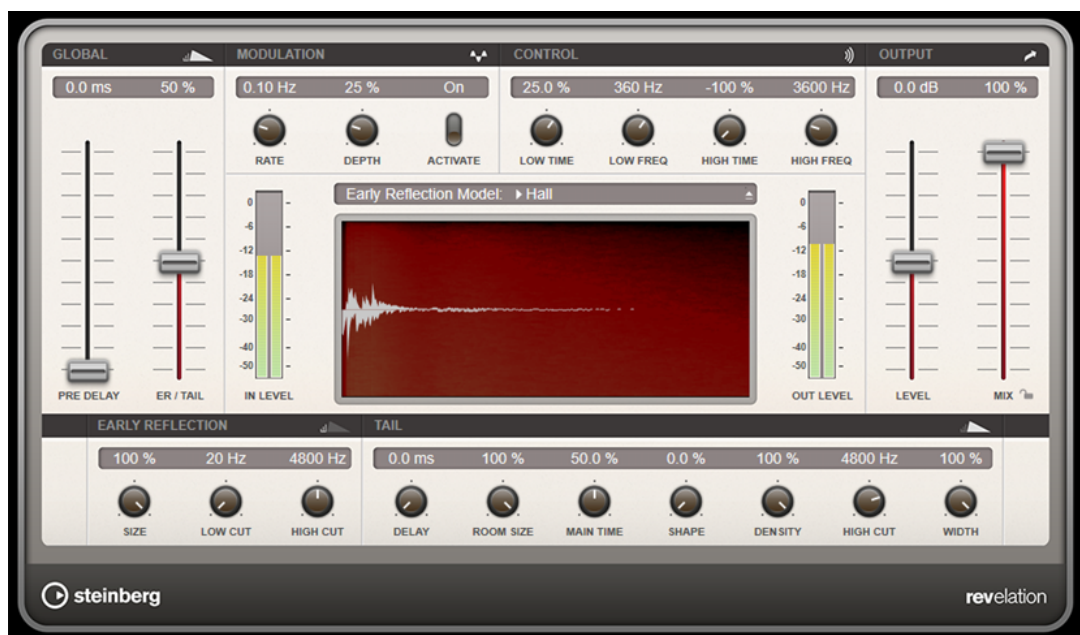 GLOBAL MODULATION CONTROL OUTPUT
0.0 ms 50 % 0.10 Hz 25 % On 25.0 % 360 Hz -100 % 3600 Hz 0.0 dB 100 %
RATE DEPTH ACTIVATE LOW TIME LOW FREQ HIGH TIME HIGH FREQ
Early Reflection Model: Hall
0 0
-6 -6
-12 -12
-18 -18
-24 -24
-30 -30
-40 -40
-50 -50
PRE DELAY ER / TAIL IN LEVEL OUT LEVEL LEVEL MIX
EARLY REFLECTION TAIL
100 % 20 Hz 4800 Hz 0.0 ms 100 % 50.0 % 0.0 % 100 % 4800 Hz 100 %
SIZE LOW CUT HIGH CUT DELAY ROOM SIZE MAIN TIME SHAPE DENSITY HIGH CUT WIDTH
steinberg revelation